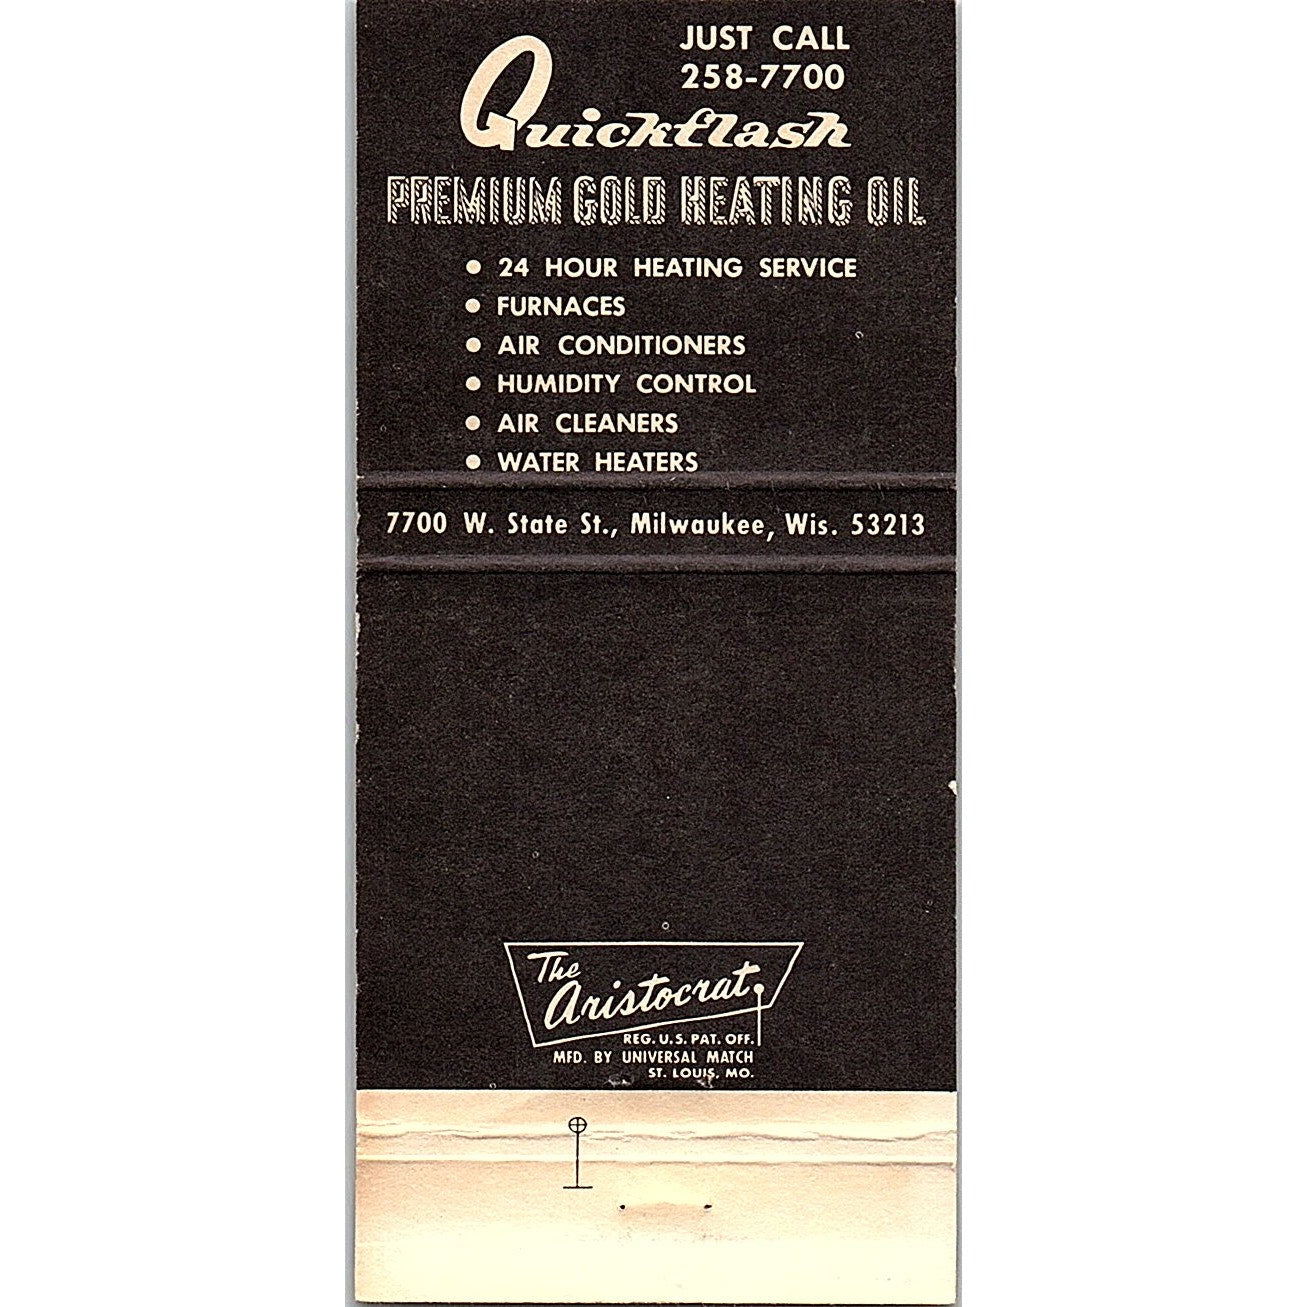 JUST CALL
258-7700
Quickflash
PREMIUM GOLD HEATING OIL
• 24 HOUR HEATING SERVICE
• FURNACES
• AIR CONDITIONERS
• HUMIDITY CONTROL
• AIR CLEANERS
• WATER HEATERS
7700 W. State St., Milwaukee, Wis. 53213
The
Aristocrat
REG. U.S. PAT. OFF.
MFD. BY UNIVERSAL MATCH
ST. LOUIS, MO.